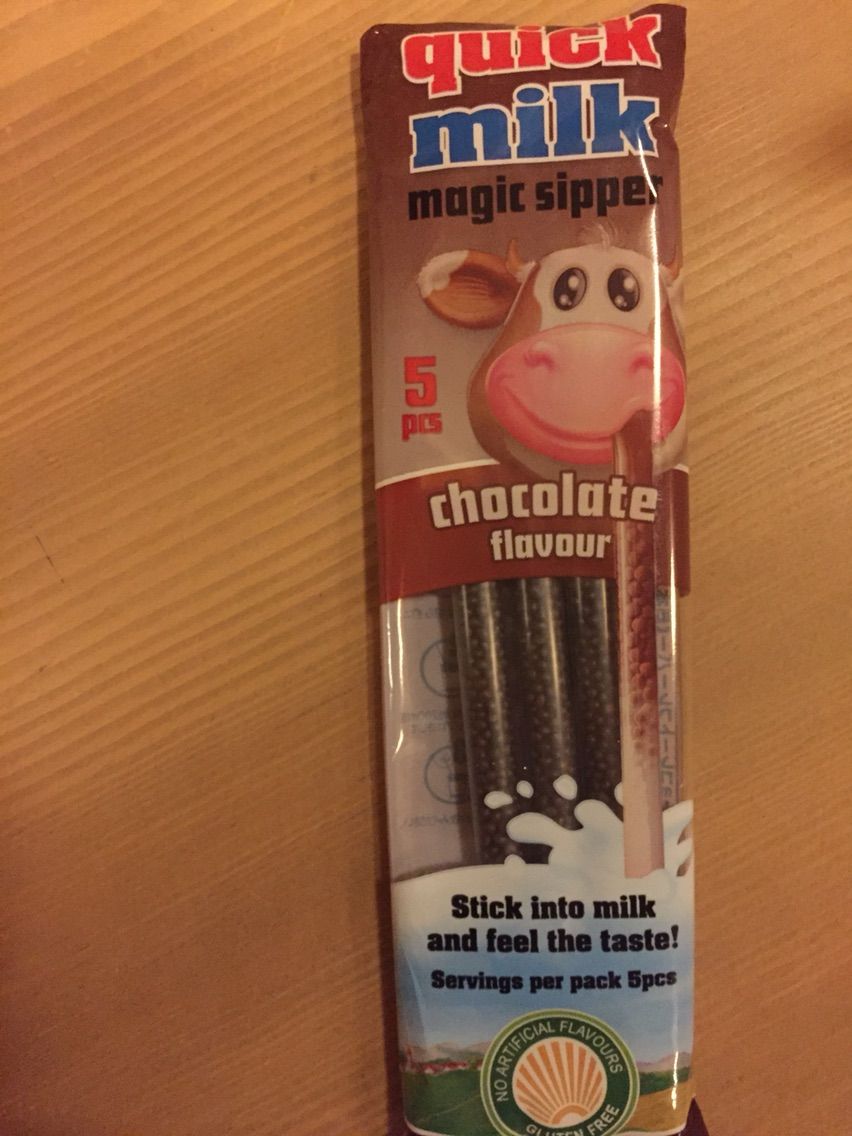 quick
milk
magic sipper
5
pcs
chocolate
flavour
Stick into milk
and feel the taste!
Servings per pack 5pcs
NO ARTIFICIAL FLAVOURS
GLUTEN FREE